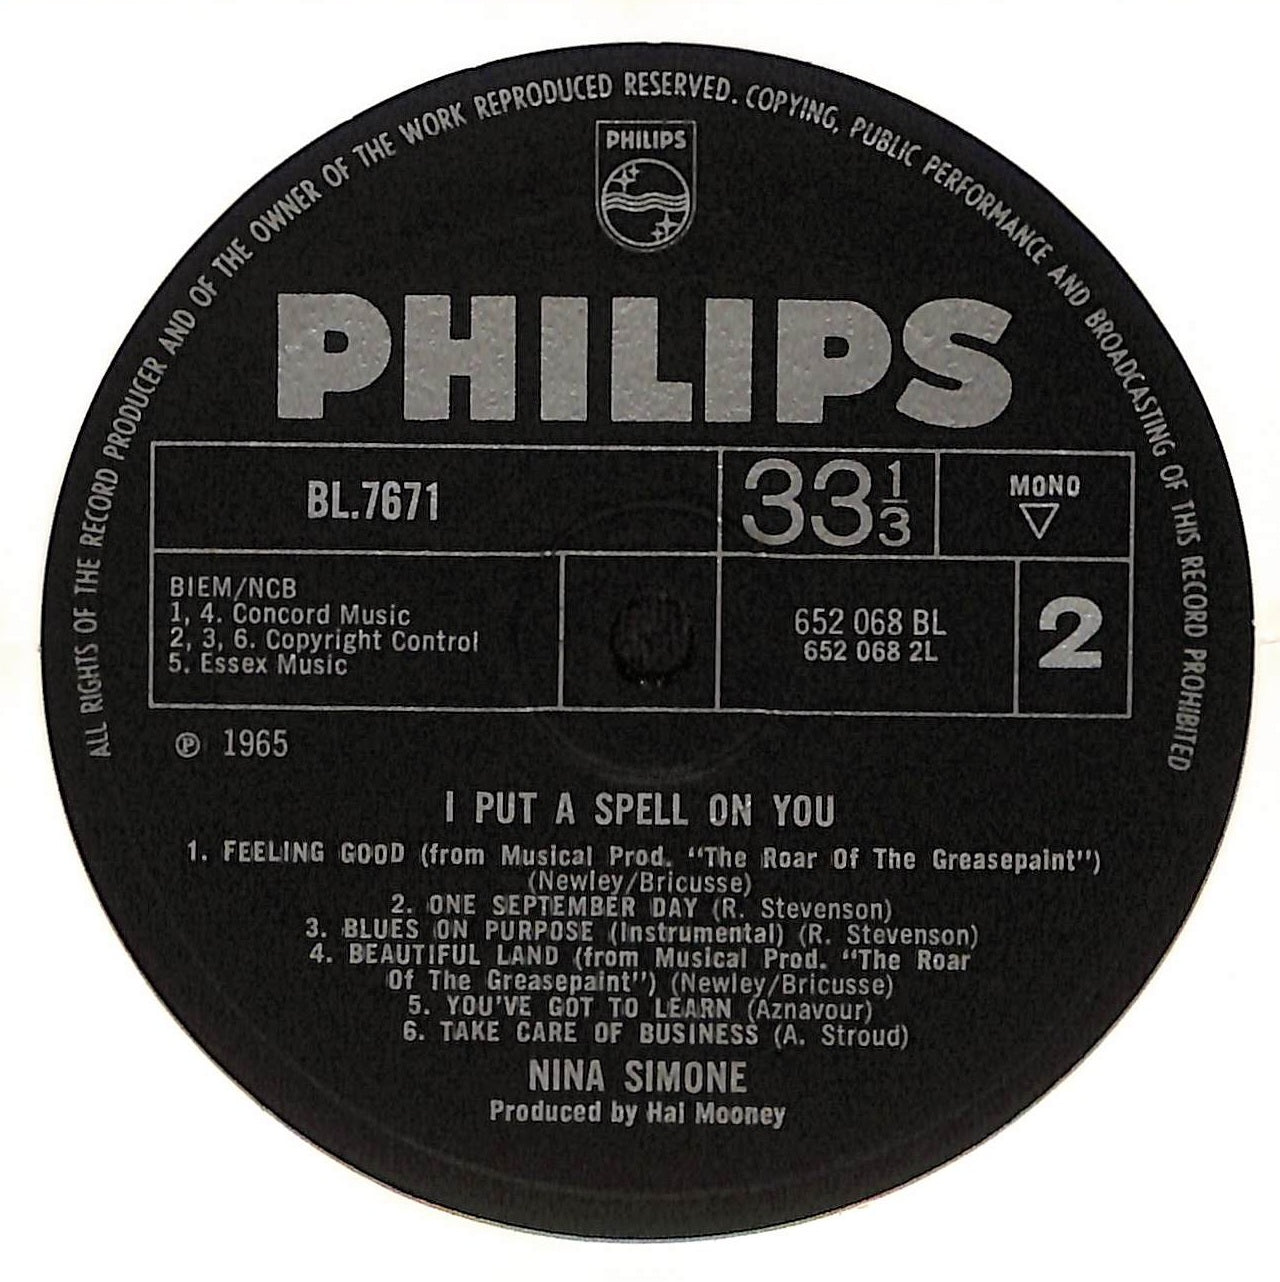 ALL RIGHTS OF THE RECORD PRODUCER AND OF THE OWNER OF THE WORK REPRODUCED RESERVED. COPYING, PUBLIC PERFORMANCE AND BROADCASTING OF THIS RECORD PROHIBITED
PHILIPS
PHILIPS
BL.7671
33 1/3
MONO
BIEM/NCB
1, 4. Concord Music
2, 3, 6. Copyright Control
5. Essex Music
652 068 BL
652 068 2L
2
℗ 1965
I PUT A SPELL ON YOU
1. FEELING GOOD (from Musical Prod. "The Roar Of The Greasepaint")
(Newley/Bricusse)
2. ONE SEPTEMBER DAY (R. Stevenson)
3. BLUES ON PURPOSE (Instrumental) (R. Stevenson)
4. BEAUTIFUL LAND (from Musical Prod. "The Roar
Of The Greasepaint") (Newley/Bricusse)
5. YOU'VE GOT TO LEARN (Aznavour)
6. TAKE CARE OF BUSINESS (A. Stroud)
NINA SIMONE
Produced by Hal Mooney